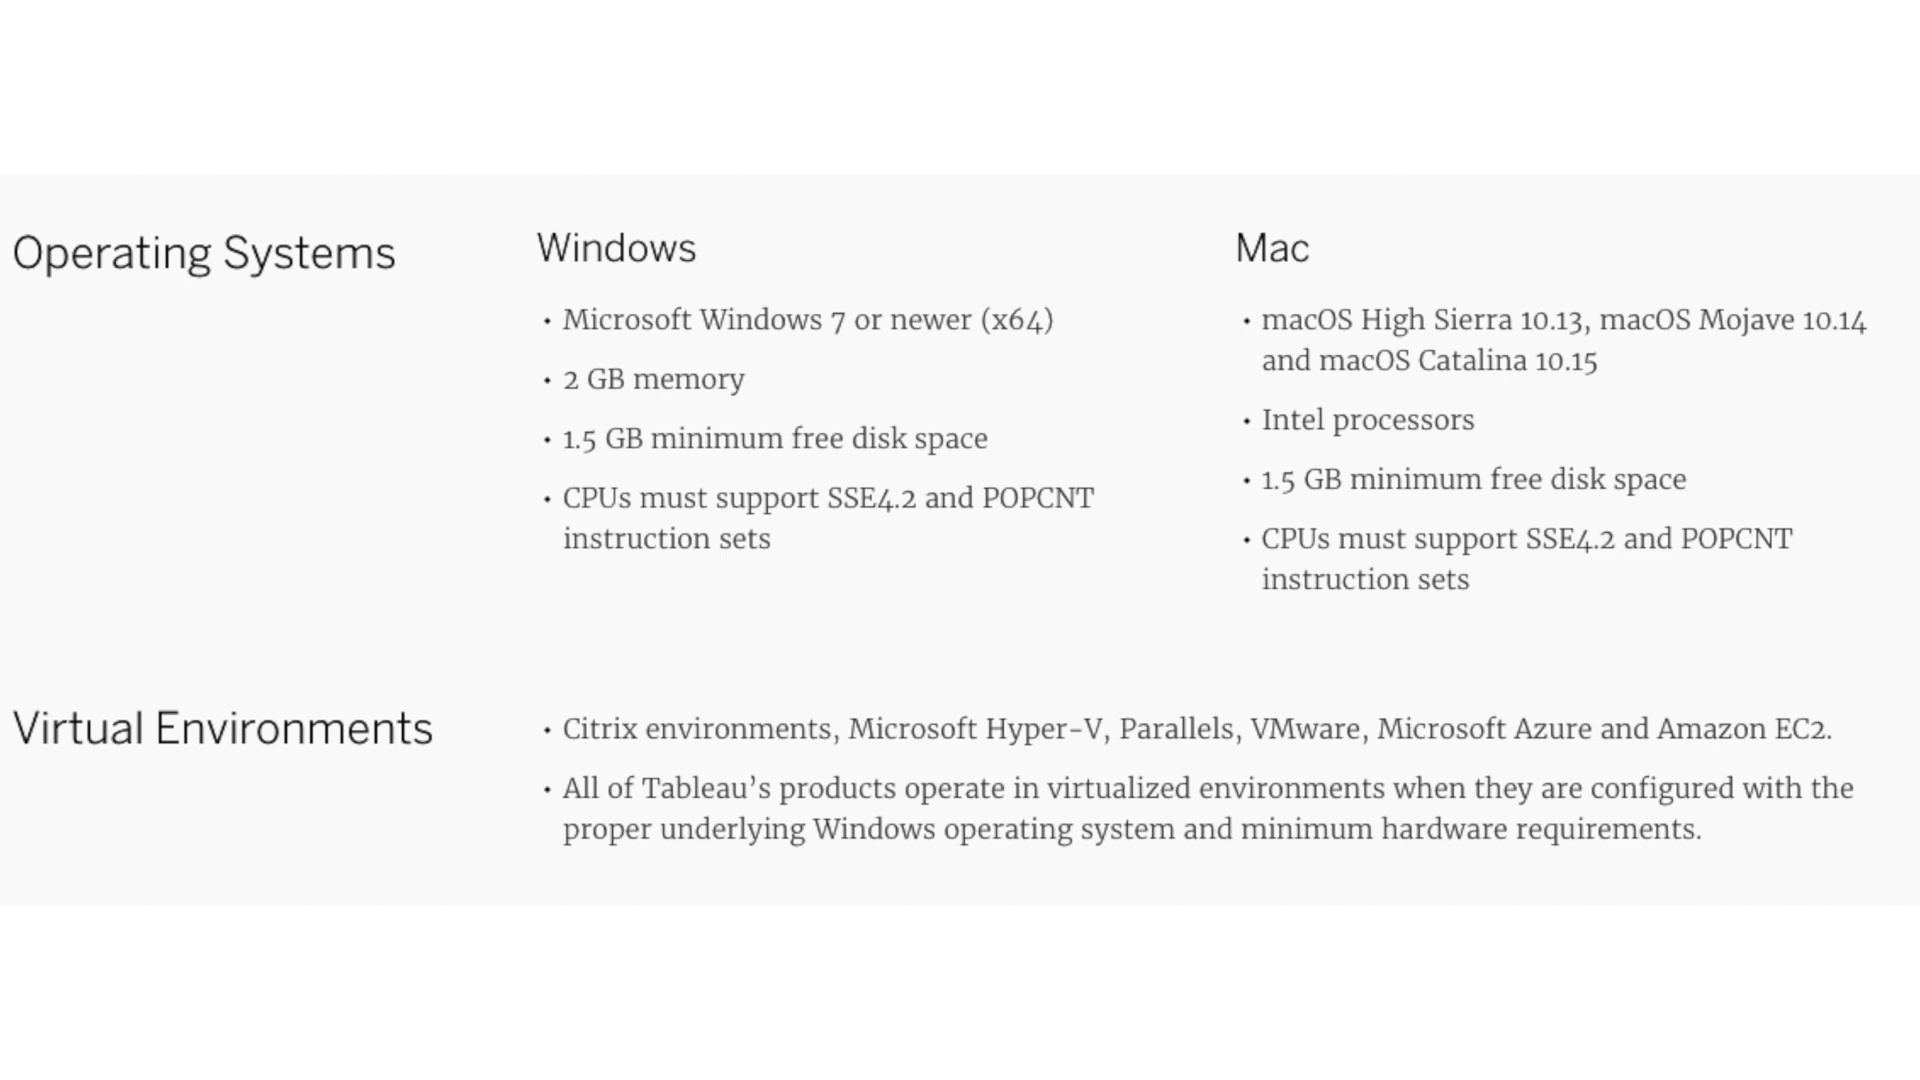 Operating Systems
Windows
• Microsoft Windows 7 or newer (x64)
• 2 GB memory
• 1.5 GB minimum free disk space
• CPUs must support SSE4.2 and POPCNT
instruction sets
Mac
• macOS High Sierra 10.13, macOS Mojave 10.14
and macOS Catalina 10.15
• Intel processors
• 1.5 GB minimum free disk space
• CPUs must support SSE4.2 and POPCNT
instruction sets
Virtual Environments
• Citrix environments, Microsoft Hyper-V, Parallels, VMware, Microsoft Azure and Amazon EC2.
• All of Tableau’s products operate in virtualized environments when they are configured with the
proper underlying Windows operating system and minimum hardware requirements.